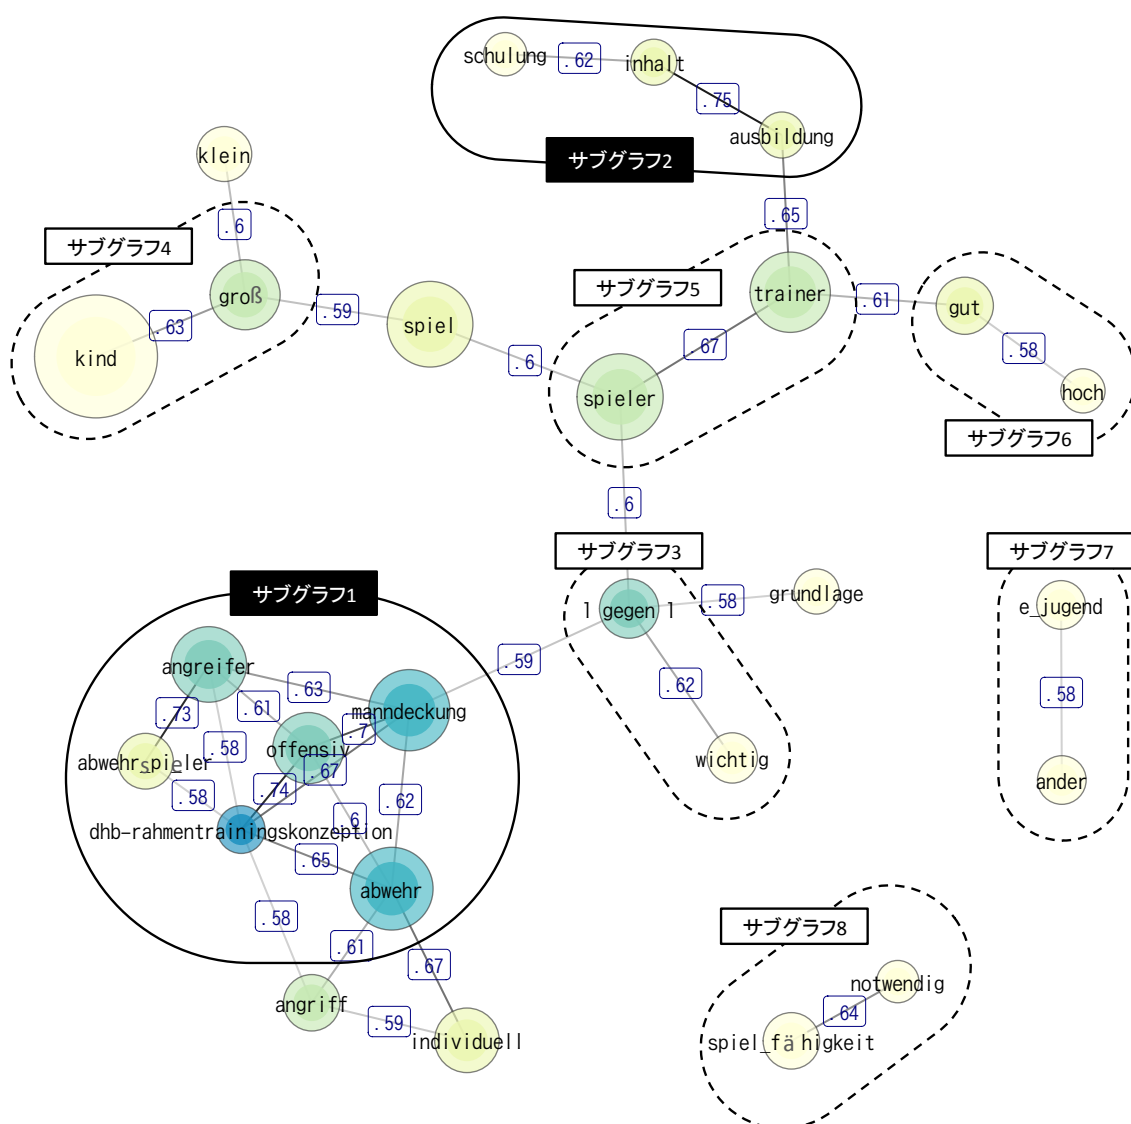 schulung
.62
inhalt
.75
ausbildung
サブグラフ2
klein
.6
サブグラフ4
groß
.63
kind
.59
spiel
.6
.65
サブグラフ5
trainer
.67
spieler
.61
gut
.58
hoch
サブグラフ6
.6
サブグラフ3
1 gegen 1
.58
grundlage
.62
wichtig
.59
サブグラフ7
e_jugend
.58
ander
サブグラフ1
angreifer
.63
manndeckung
.73
.61
.7
offensiv
.58
abwehr_spieler
.67
.58
.74
.62
.6
dhb-rahmentrainingskonzeption
.65
abwehr
.58
.61
.67
angriff
.59
individuell
サブグラフ8
notwendig
.64
spiel_fähigkeit